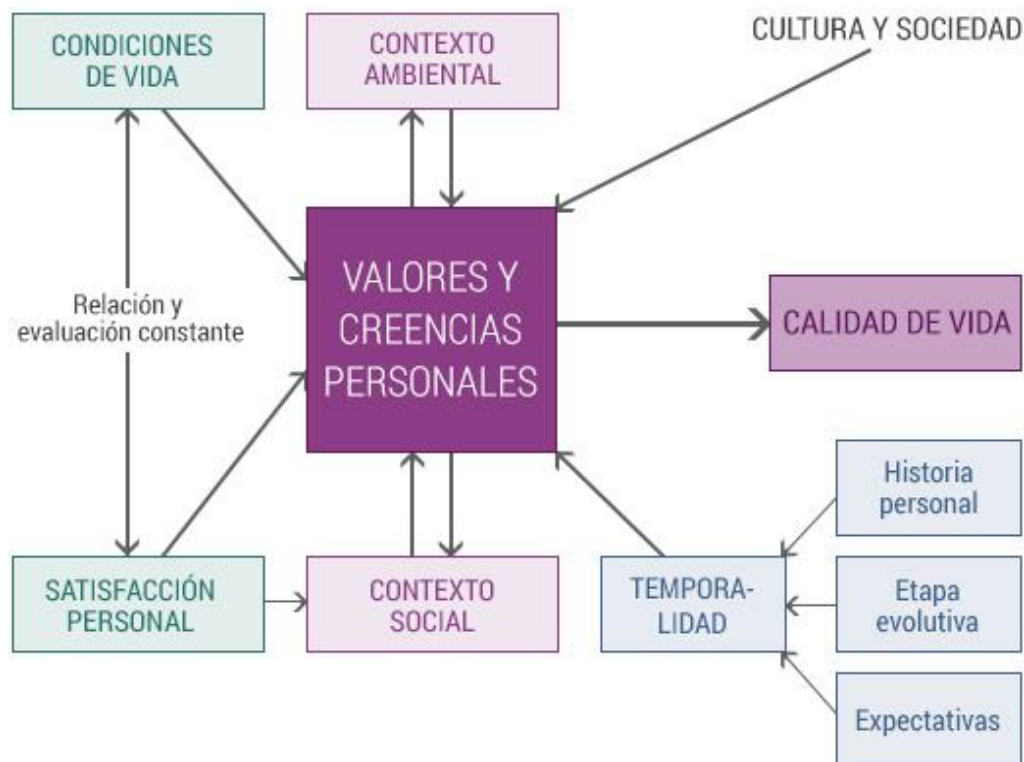 CONDICIONES
DE VIDA
CONTEXTO
AMBIENTAL
CULTURA Y SOCIEDAD
Relación y
evaluación constante
VALORES Y
CREENCIAS
PERSONALES
CALIDAD DE VIDA
SATISFACCIÓN
PERSONAL
CONTEXTO
SOCIAL
TEMPORA-
LIDAD
Historia
personal
Etapa
evolutiva
Expectativas